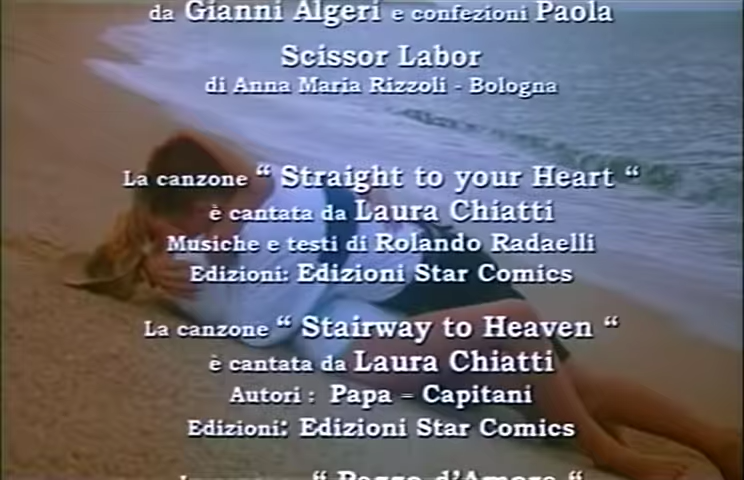 da Gianni Algeri e confezioni Paola
Scissor Labor
di Anna Maria Rizzoli - Bologna
La canzone “ Straight to your Heart “
è cantata da Laura Chiatti
Musiche e testi di Rolando Radaelli
Edizioni: Edizioni Star Comics
La canzone “ Stairway to Heaven “
è cantata da Laura Chiatti
Autori : Papa - Capitani
Edizioni: Edizioni Star Comics
“ Pazzo d'Amore “